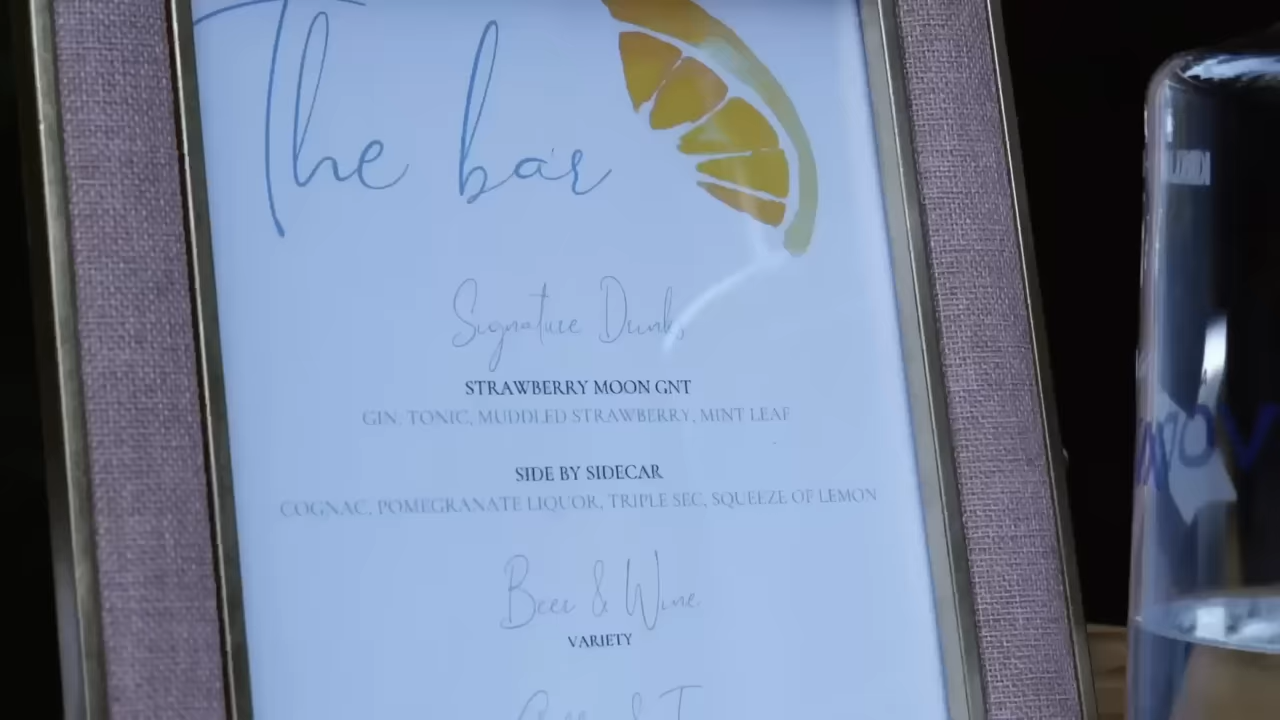 The bar
Signature Drinks
STRAWBERRY MOON GNT
GIN, TONIC, MUDDLED STRAWBERRY, MINT LEAF
SIDE BY SIDECAR
COGNAC, POMEGRANATE LIQUOR, TRIPLE SEC, SQUEEZE OF LEMON
Beer & Wine
VARIETY